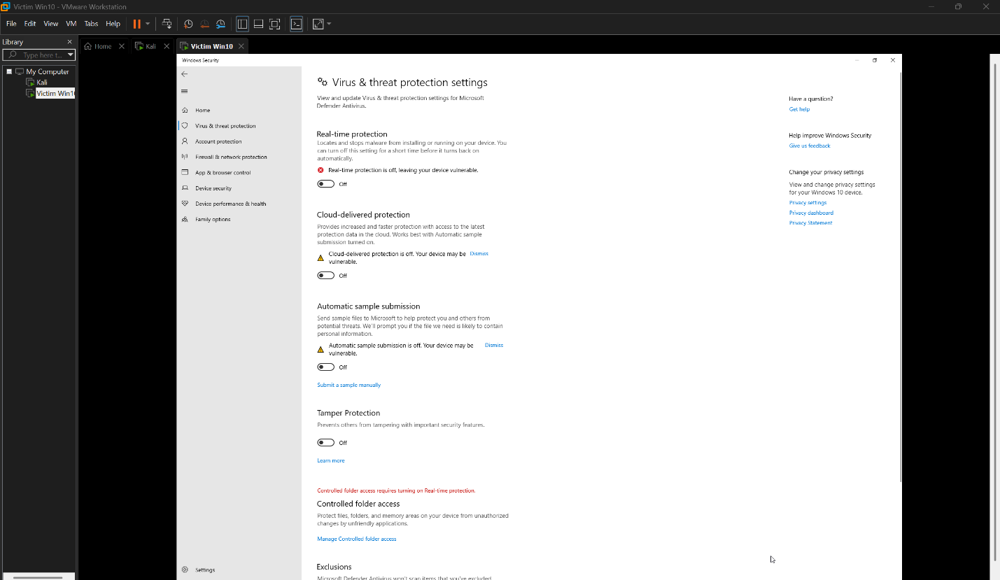 Victim Win10 - VMware Workstation
File Edit View VM Tabs Help
Library
Type here t...
My Computer
Kali
Victim Win1
Home
Kali
Victim Win10
Windows Security
Home
Virus & threat protection
Account protection
Firewall & network protection
App & browser control
Device security
Device performance & health
Family options
Settings
Virus & threat protection settings
View and update Virus & threat protection settings for Microsoft
Defender Antivirus.
Real-time protection
Locates and stops malware from installing or running on your device. You
can turn off this setting for a short time before it turns back on
automatically.
Real-time protection is off, leaving your device vulnerable.
Off
Cloud-delivered protection
Provides increased and faster protection with access to the latest
protection data in the cloud. Works best with Automatic sample
submission turned on.
Cloud-delivered protection is off. Your device may be Dismiss
vulnerable.
Off
Automatic sample submission
Send sample files to Microsoft to help protect you and others from
potential threats. We'll prompt you if the file we need is likely to contain
personal information.
Automatic sample submission is off. Your device may be Dismiss
vulnerable.
Off
Submit a sample manually
Tamper Protection
Prevents others from tampering with important security features.
Off
Learn more
Controlled folder access requires turning on Real-time protection.
Controlled folder access
Protect files, folders, and memory areas on your device from unauthorized
changes by unfriendly applications.
Manage Controlled folder access
Exclusions
Microsoft Defender Antivirus won't scan items that you've excluded.
Have a question?
Get help
Help improve Windows Security
Give us feedback
Change your privacy settings
View and change privacy settings
for your Windows 10 device.
Privacy settings
Privacy dashboard
Privacy Statement